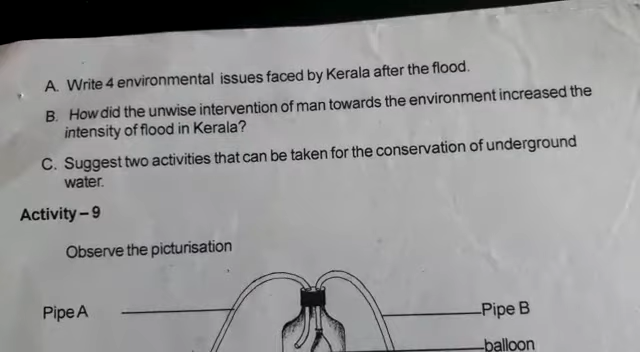 A. Write 4 environmental issues faced by Kerala after the flood.
B. How did the unwise intervention of man towards the environment increased the
intensity of flood in Kerala?
C. Suggest two activities that can be taken for the conservation of underground
water.
Activity – 9
Observe the picturisation
Pipe A
Pipe B
balloon